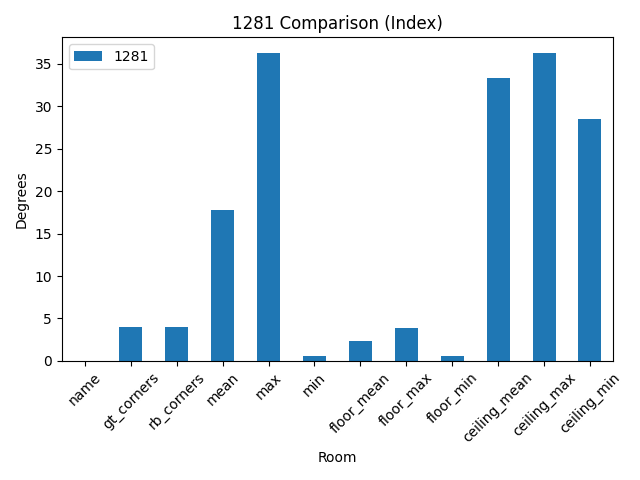 1281 Comparison (Index)
1281
Degrees
35
30
25
20
15
10
5
0
name
gt_corners
rb_corners
mean
max
min
floor_mean
floor_max
floor_min
ceiling_mean
ceiling_max
ceiling_min
Room